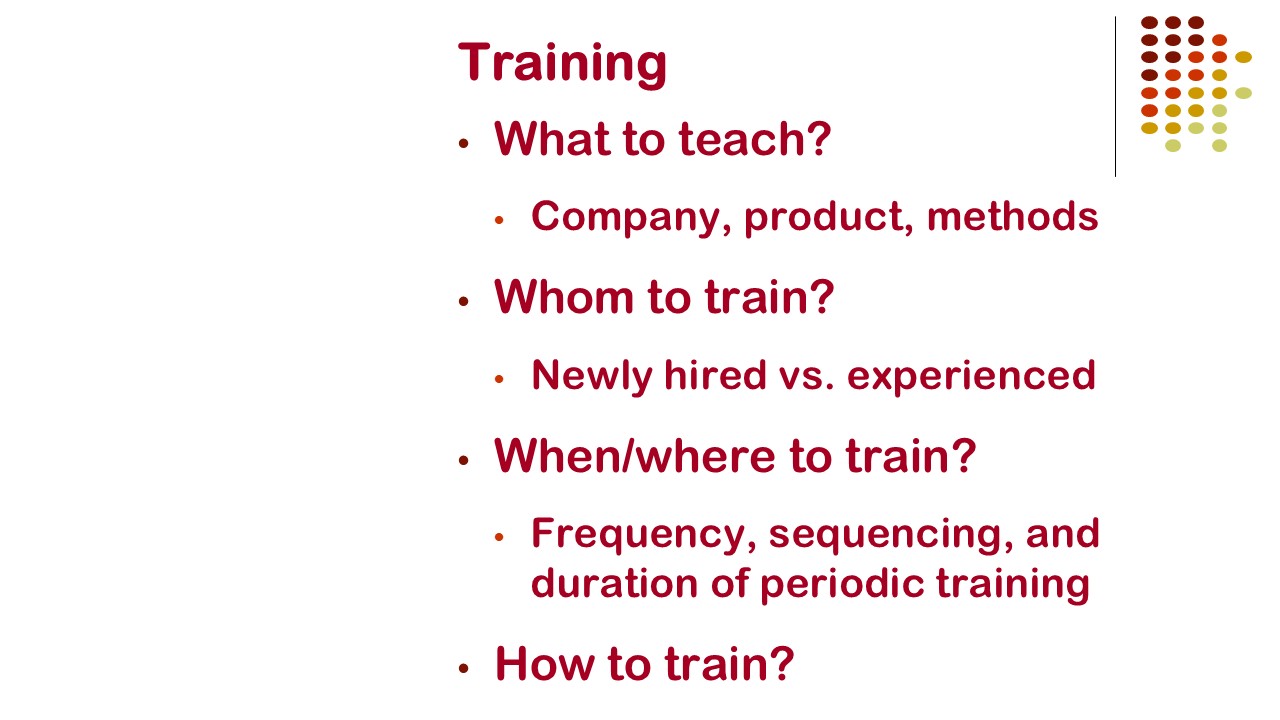 Training
• What to teach?
• Company, product, methods
• Whom to train?
• Newly hired vs. experienced
• When/where to train?
• Frequency, sequencing, and
duration of periodic training
• How to train?